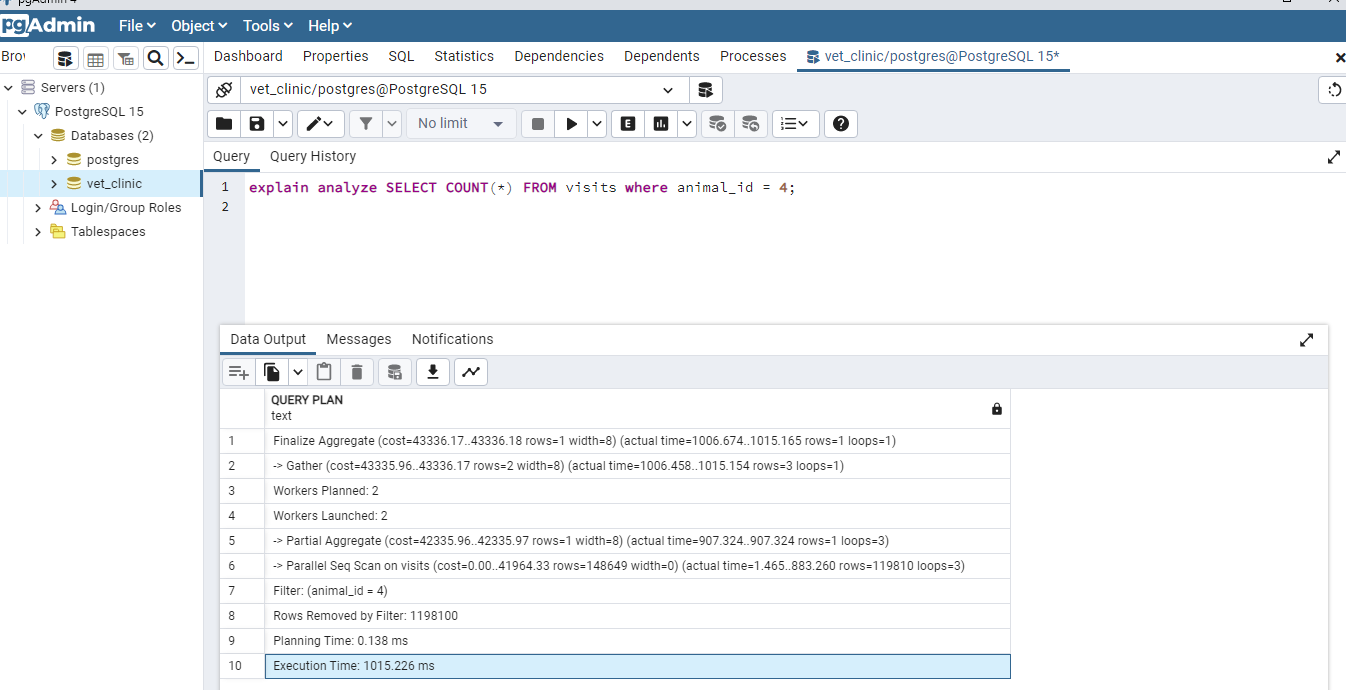 pgAdmin 4
pgAdmin File Object Tools Help
Dashboard Properties SQL Statistics Dependencies Dependents Processes vet_clinic/postgres@PostgreSQL 15*
Servers (1)
PostgreSQL 15
Databases (2)
postgres
vet_clinic
Login/Group Roles
Tablespaces
vet_clinic/postgres@PostgreSQL 15
No limit
E
Query Query History
1 explain analyze SELECT COUNT(*) FROM visits where animal_id = 4;
2
Data Output Messages Notifications
QUERY PLAN
text
1 Finalize Aggregate (cost=43336.17..43336.18 rows=1 width=8) (actual time=1006.674..1015.165 rows=1 loops=1)
2 -> Gather (cost=43335.96..43336.17 rows=2 width=8) (actual time=1006.458..1015.154 rows=3 loops=1)
3 Workers Planned: 2
4 Workers Launched: 2
5 -> Partial Aggregate (cost=42335.96..42335.97 rows=1 width=8) (actual time=907.324..907.324 rows=1 loops=3)
6 -> Parallel Seq Scan on visits (cost=0.00..41964.33 rows=148649 width=0) (actual time=1.465..883.260 rows=119810 loops=3)
7 Filter: (animal_id = 4)
8 Rows Removed by Filter: 1198100
9 Planning Time: 0.138 ms
10 Execution Time: 1015.226 ms